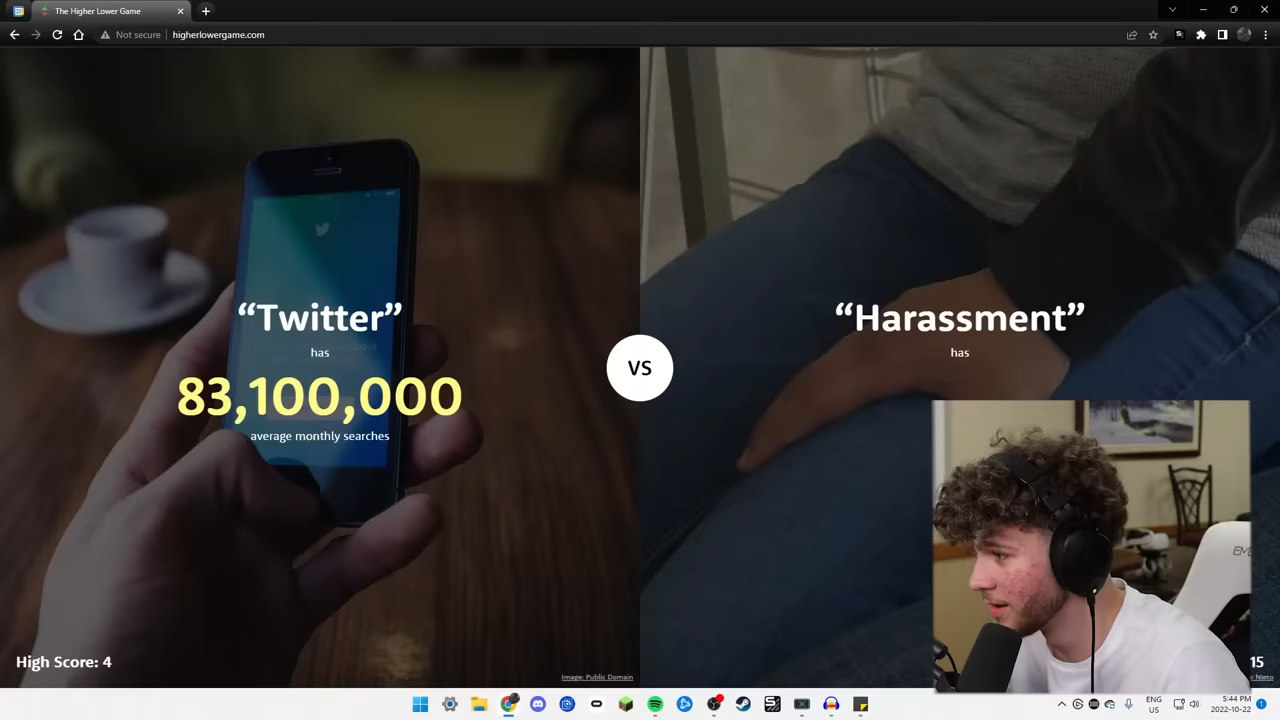 The Higher Lower Game
Not secure
higherlowergame.com
“Twitter”
has
83,100,000
average monthly searches
VS
“Harassment”
has
High Score: 4
Image: Public Domain
15
r Nieto
ENG
US
5:44 PM
2022-10-22